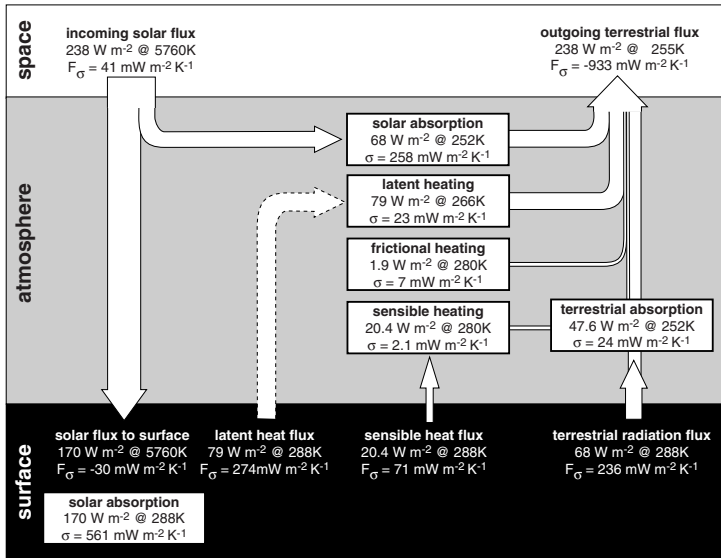 space
incoming solar flux
238 W m-2 @ 5760K
Fσ = 41 mW m-2 K-1
outgoing terrestrial flux
238 W m-2 @ 255K
Fσ = -933 mW m-2 K-1
atmosphere
solar absorption
68 W m-2 @ 252K
σ = 258 mW m-2 K-1
latent heating
79 W m-2 @ 266K
σ = 23 mW m-2 K-1
frictional heating
1.9 W m-2 @ 280K
σ = 7 mW m-2 K-1
sensible heating
20.4 W m-2 @ 280K
σ = 2.1 mW m-2 K-1
terrestrial absorption
47.6 W m-2 @ 252K
σ = 24 mW m-2 K-1
surface
solar flux to surface
170 W m-2 @ 5760K
Fσ = -30 mW m-2 K-1
latent heat flux
79 W m-2 @ 288K
Fσ = 274mW m-2 K-1
sensible heat flux
20.4 W m-2 @ 288K
Fσ = 71 mW m-2 K-1
terrestrial radiation flux
68 W m-2 @ 288K
Fσ = 236 mW m-2 K-1
solar absorption
170 W m-2 @ 288K
σ = 561 mW m-2 K-1